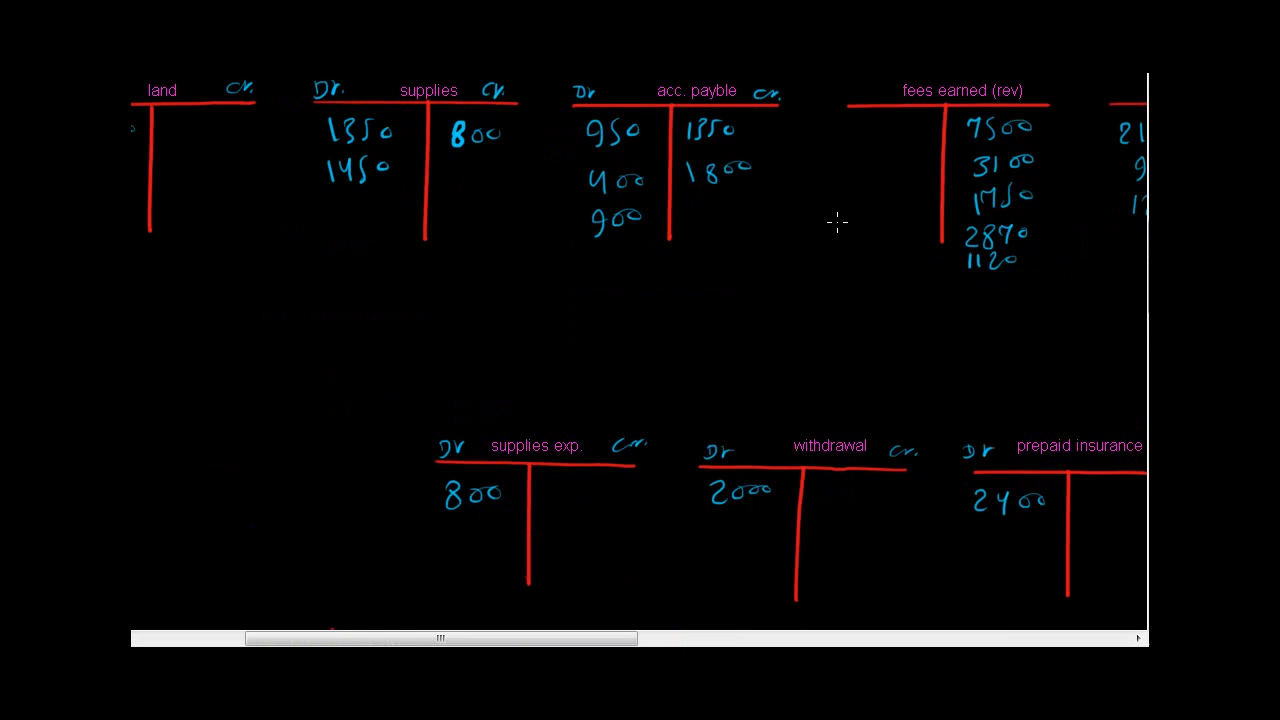 land Cr.
Dr. supplies Cr.
1350 800
1450
Dr acc. payble Cr.
950 1350
400 1800
900
fees earned (rev)
7500
3100
1750
2870
1120
21
9
Dr supplies exp. Cr.
800
Dr withdrawal Cr.
2000
Dr prepaid insurance
2400